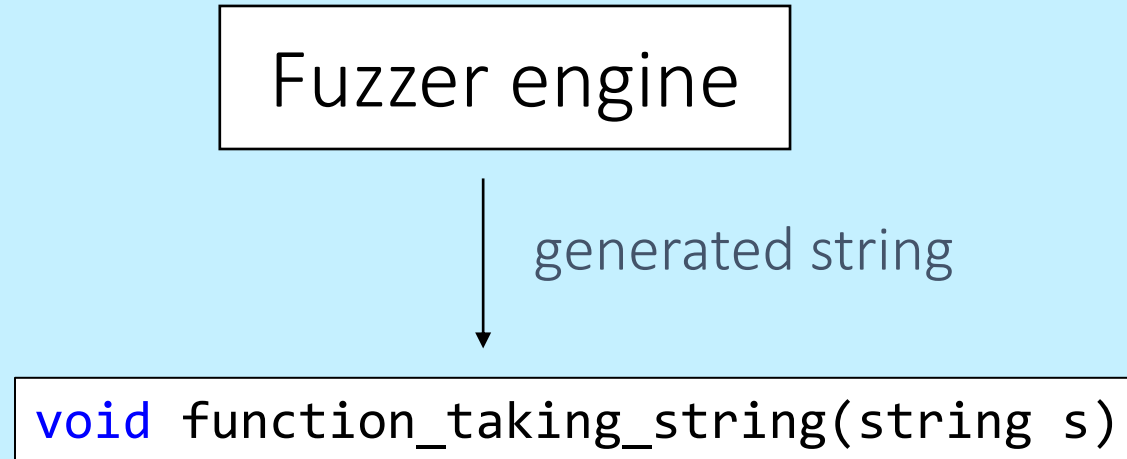 Fuzzer engine
generated string
void function_taking_string(string s)